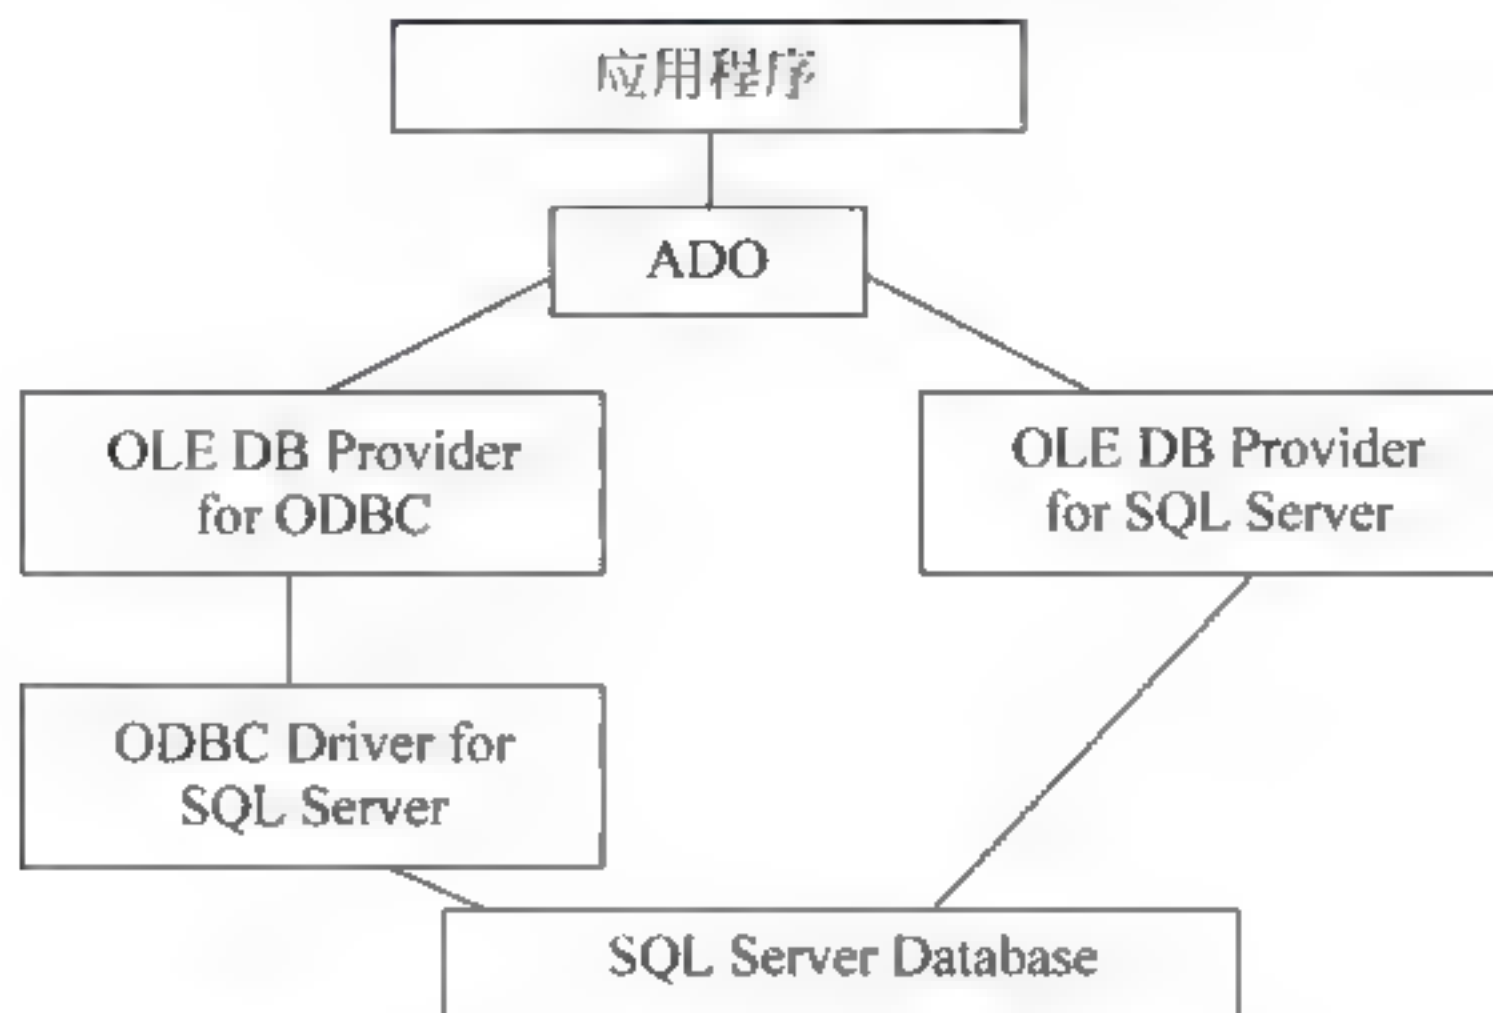 应用程序
ADO
OLE DB Provider
for ODBC
OLE DB Provider
for SQL Server
ODBC Driver for
SQL Server
SQL Server Database